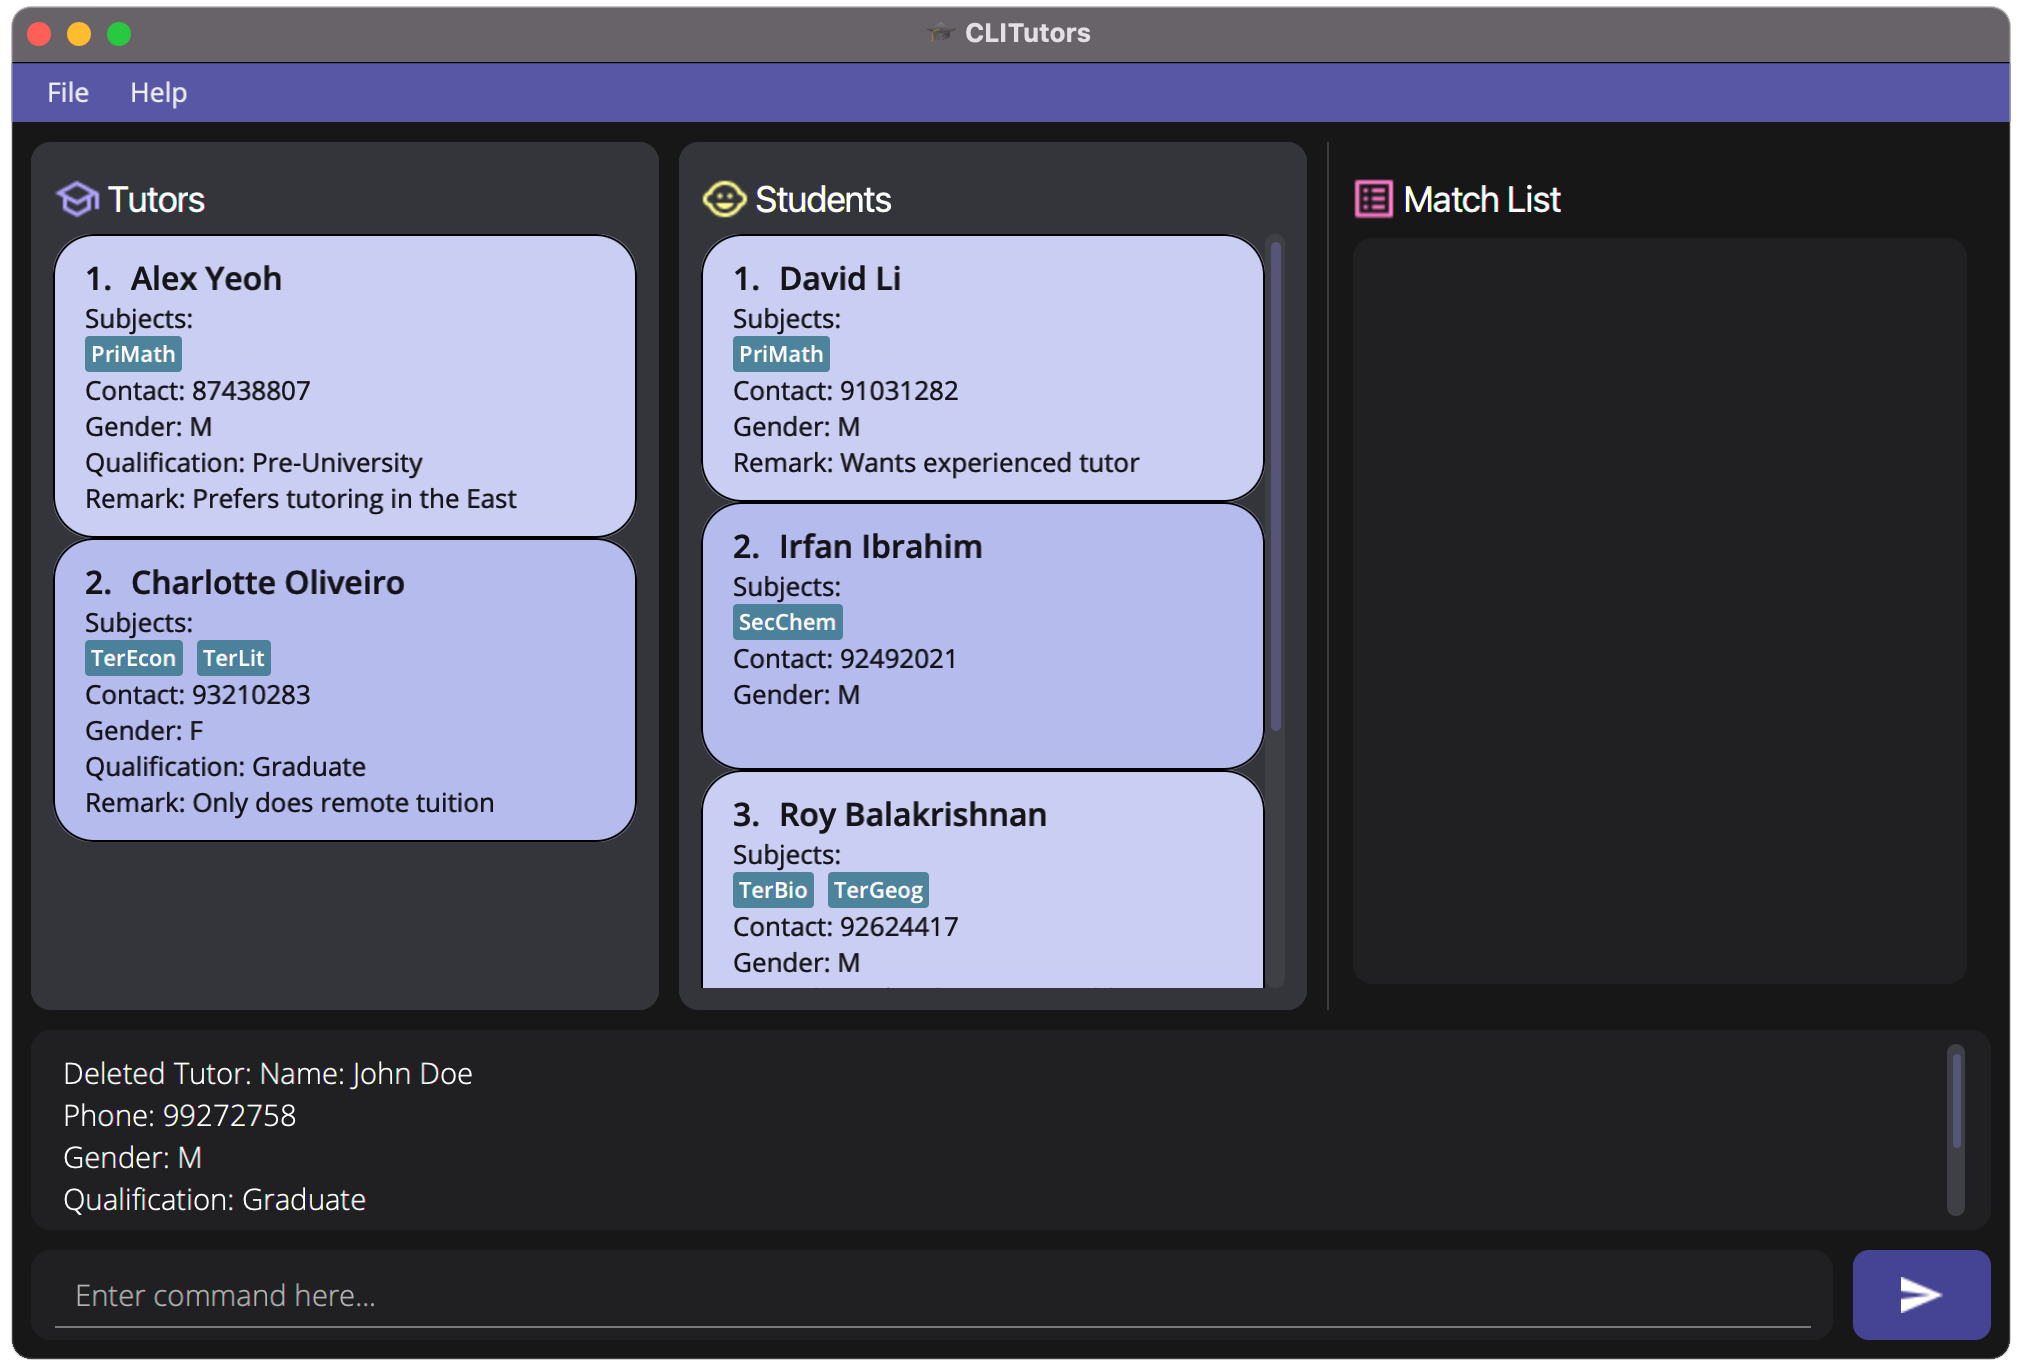 CLITutors
File Help
Tutors
1. Alex Yeoh
Subjects:
PriMath
Contact: 87438807
Gender: M
Qualification: Pre-University
Remark: Prefers tutoring in the East
2. Charlotte Oliveiro
Subjects:
TerEcon TerLit
Contact: 93210283
Gender: F
Qualification: Graduate
Remark: Only does remote tuition
Students
1. David Li
Subjects:
PriMath
Contact: 91031282
Gender: M
Remark: Wants experienced tutor
2. Irfan Ibrahim
Subjects:
SecChem
Contact: 92492021
Gender: M
3. Roy Balakrishnan
Subjects:
TerBio TerGeog
Contact: 92624417
Gender: M
Match List
Deleted Tutor: Name: John Doe
Phone: 99272758
Gender: M
Qualification: Graduate
Enter command here...